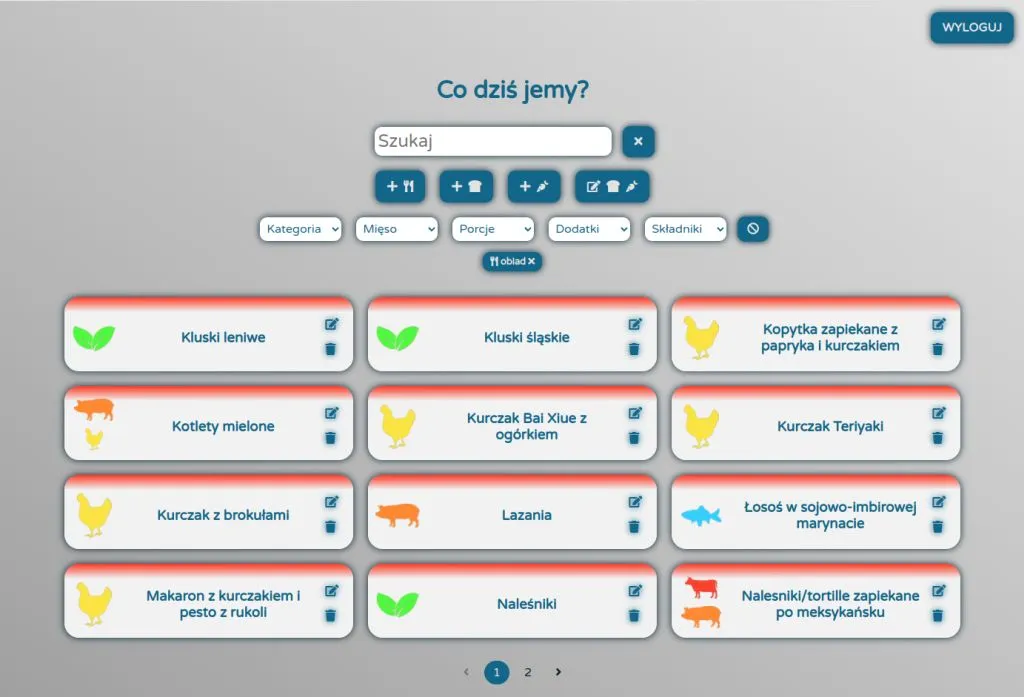 WYLOGUJ
Co dziś jemy?
Szukaj
Kategoria
Mięso
Porcje
Dodatki
Składniki
obiad
Kluski leniwe
Kluski śląskie
Kopytka zapiekane z
papryka i kurczakiem
Kotlety mielone
Kurczak Bai Xiue z
ogórkiem
Kurczak Teriyaki
Kurczak z brokułami
Lazania
Łosoś w sojowo-imbirowej
marynacie
Makaron z kurczakiem i
pesto z rukoli
Naleśniki
Nalesniki/tortille zapiekane
po meksykańsku
1
2